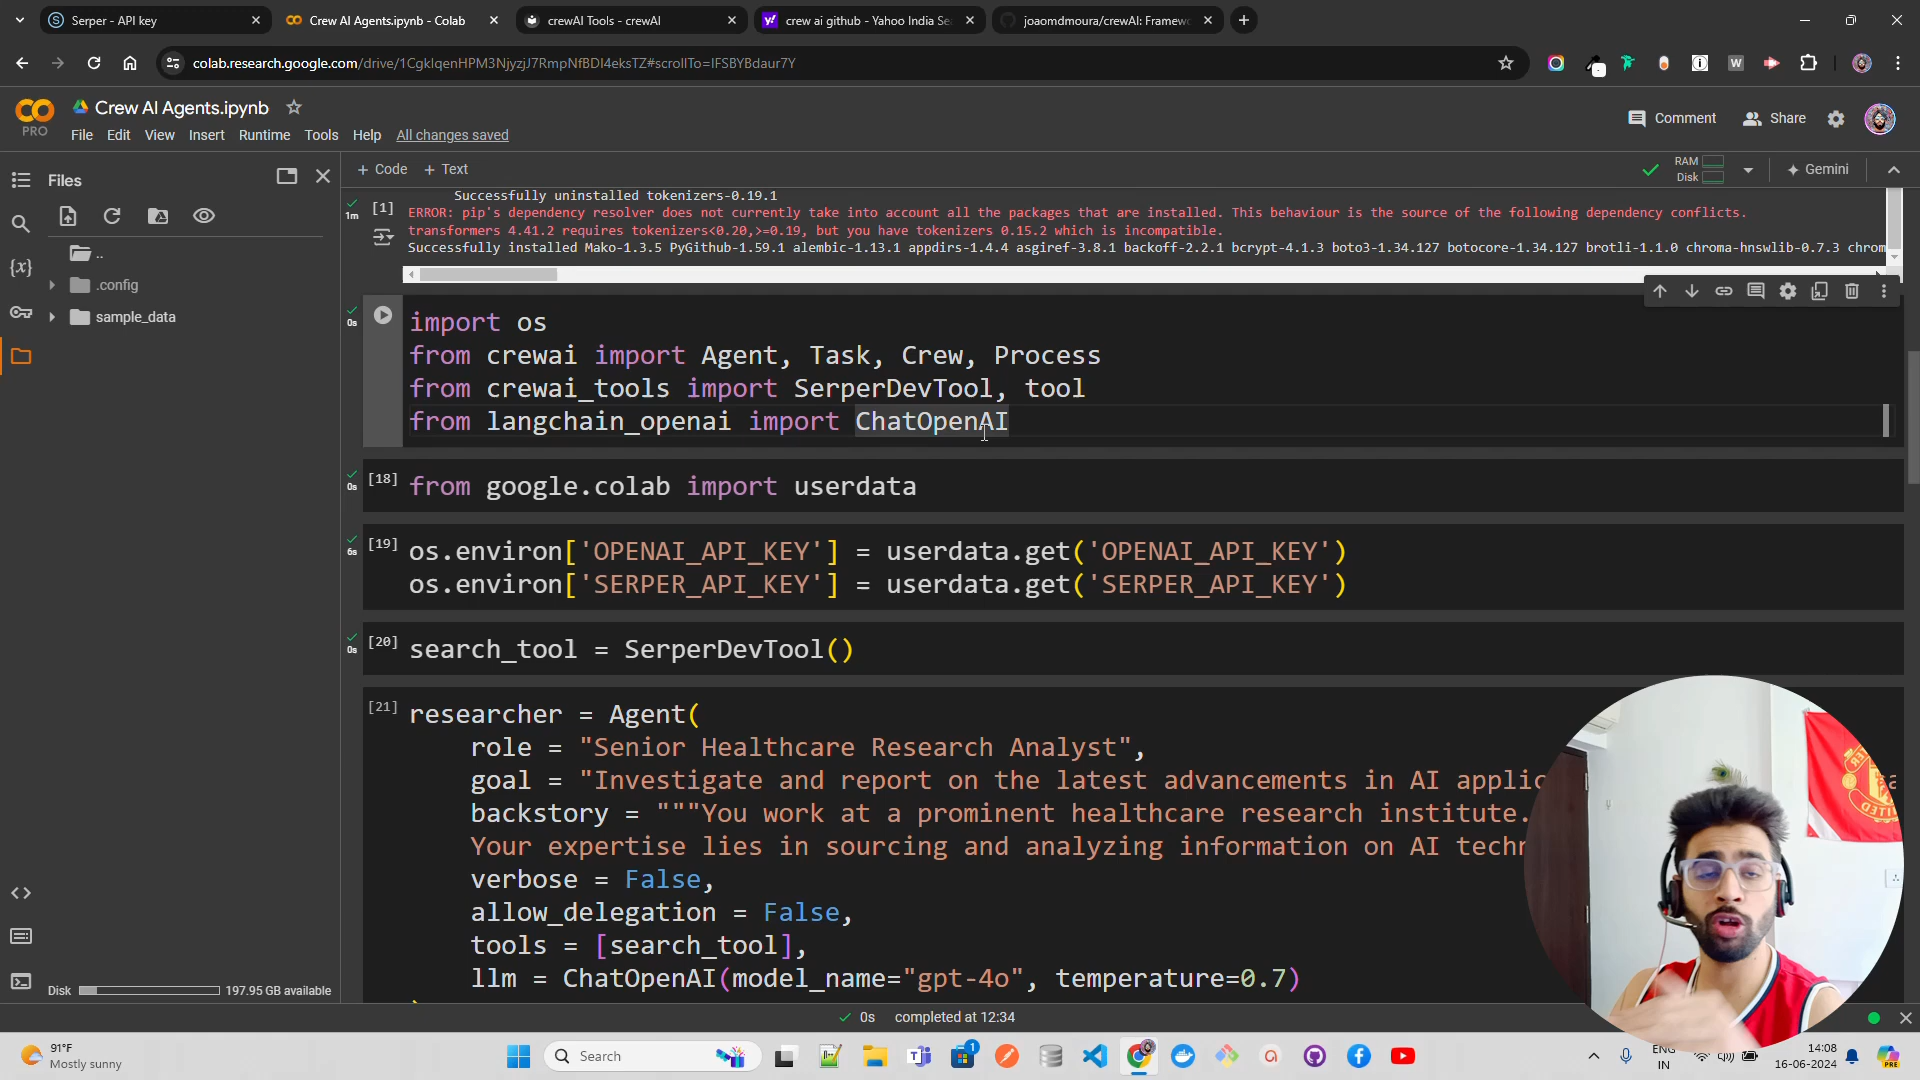 Serper - API key
Crew AI Agents.ipynb - Colab
crewAI Tools - crewAI
crew ai github - Yahoo India Se
joaomdmoura/crewAI: Framew
colab.research.google.com/drive/1CgkIqenHPM3NjyzjJ7RmpNfBDI4eksTZ#scrollTo=IFSBYBdaur7Y
PRO
Crew AI Agents.ipynb
File Edit View Insert Runtime Tools Help All changes saved
Comment
Share
Files
+ Code + Text
RAM
Disk
Gemini
..
.config
sample_data
1m
[1]
Successfully uninstalled tokenizers-0.19.1
ERROR: pip's dependency resolver does not currently take into account all the packages that are installed. This behaviour is the source of the following dependency conflicts.
transformers 4.41.2 requires tokenizers<0.20,>=0.19, but you have tokenizers 0.15.2 which is incompatible.
Successfully installed Mako-1.3.5 PyGithub-1.59.1 alembic-1.13.1 appdirs-1.4.4 asgiref-3.8.1 backoff-2.2.1 bcrypt-4.1.3 boto3-1.34.127 botocore-1.34.127 brotli-1.1.0 chroma-hnswlib-0.7.3 chrom
0s
import os
from crewai import Agent, Task, Crew, Process
from crewai_tools import SerperDevTool, tool
from langchain_openai import ChatOpenAI
0s
[18] from google.colab import userdata
6s
[19] os.environ['OPENAI_API_KEY'] = userdata.get('OPENAI_API_KEY')
os.environ['SERPER_API_KEY'] = userdata.get('SERPER_API_KEY')
0s
[20] search_tool = SerperDevTool()
[21] researcher = Agent(
role = "Senior Healthcare Research Analyst",
goal = "Investigate and report on the latest advancements in AI applic
backstory = """You work at a prominent healthcare research institute.
Your expertise lies in sourcing and analyzing information on AI techn
verbose = False,
allow_delegation = False,
tools = [search_tool],
llm = ChatOpenAI(model_name="gpt-4o", temperature=0.7)
Disk
197.95 GB available
0s completed at 12:34
91°F
Mostly sunny
Search
1
ENG
IN
14:08
16-06-2024
PRE